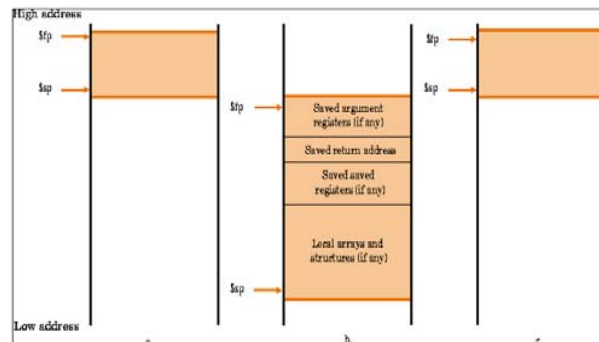 High address
$fp
$sp
$fp
Saved argument
registers (if any)
Saved return address
Saved saved
registers (if any)
Local arrays and
structures (if any)
$sp
$fp
$sp
Low address